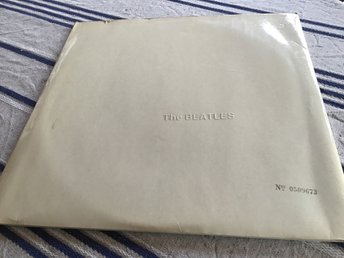 The BEATLES
Nº 0509673